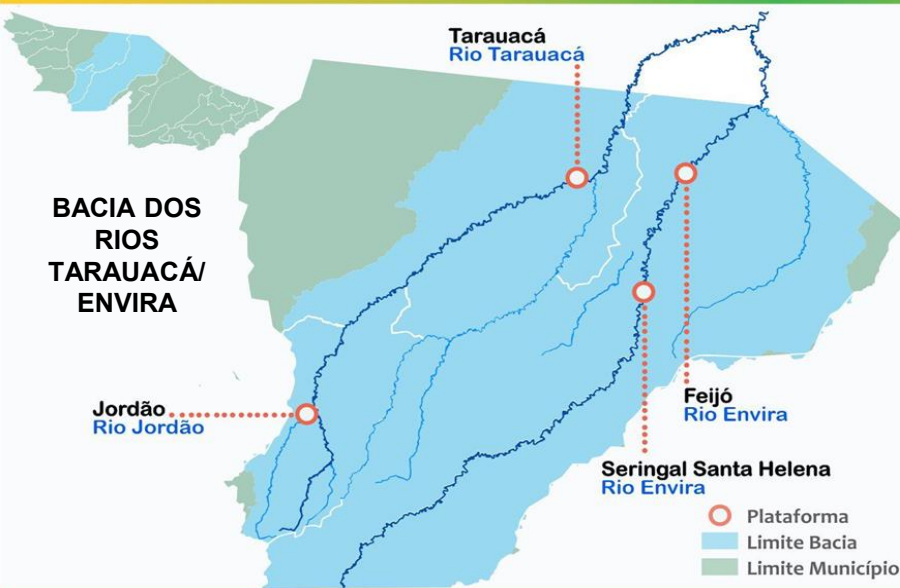 Tarauacá
Rio Tarauacá
BACIA DOS
RIOS
TARAUACÁ/
ENVIRA
Jordão
Rio Jordão
Feijó
Rio Envira
Seringal Santa Helena
Rio Envira
Plataforma
Limite Bacia
Limite Município